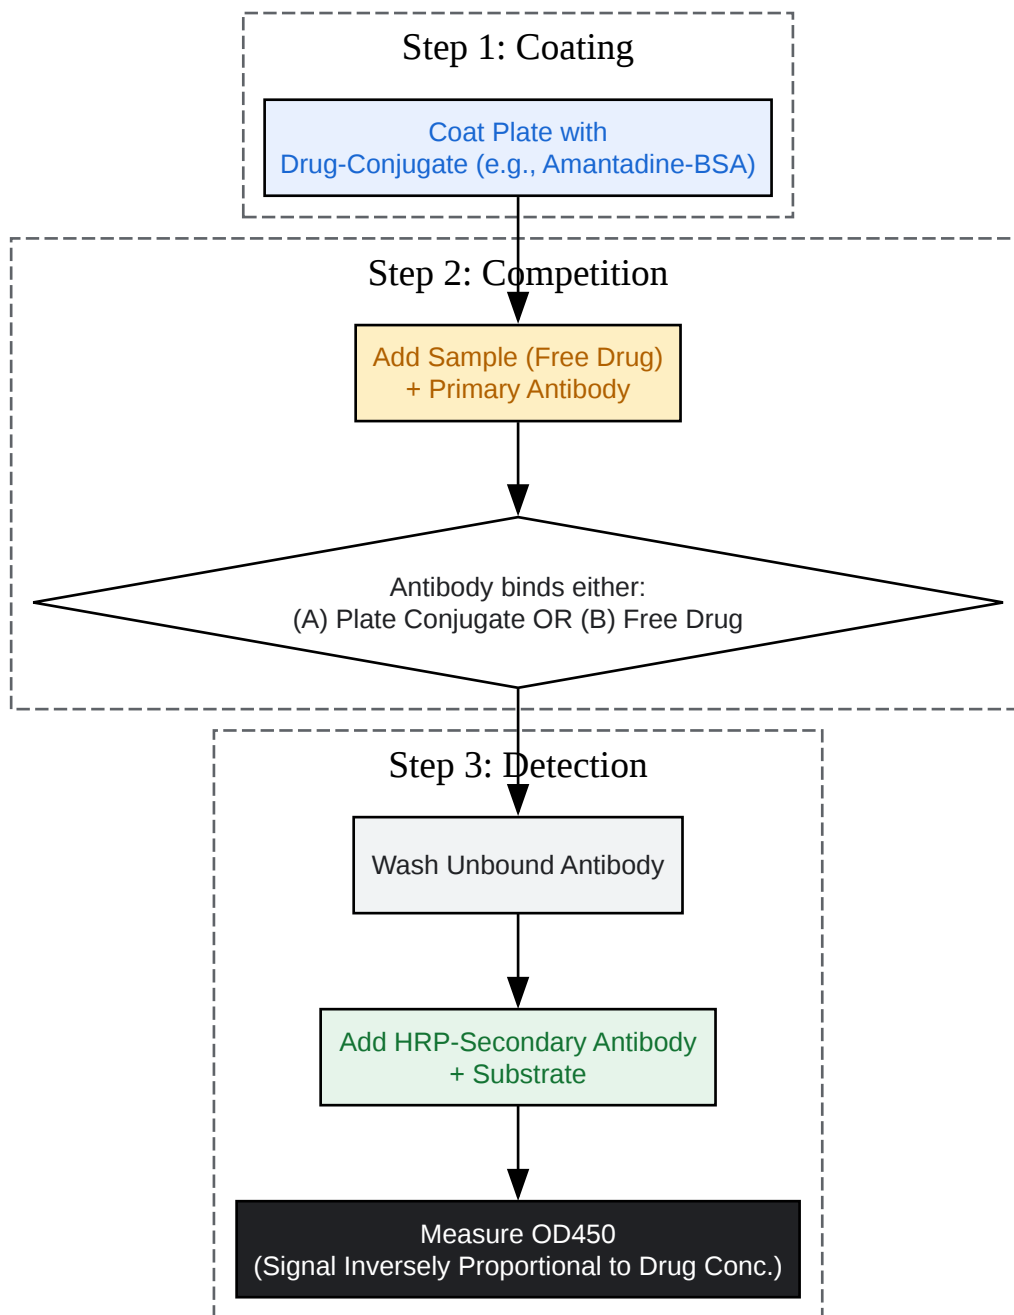 Step 1: Coating
Coat Plate with
Drug-Conjugate (e.g., Amantadine-BSA)
Step 2: Competition
Add Sample (Free Drug)
+ Primary Antibody
Antibody binds either:
(A) Plate Conjugate OR (B) Free Drug
Step 3: Detection
Wash Unbound Antibody
Add HRP-Secondary Antibody
+ Substrate
Measure OD450
(Signal Inversely Proportional to Drug Conc.)